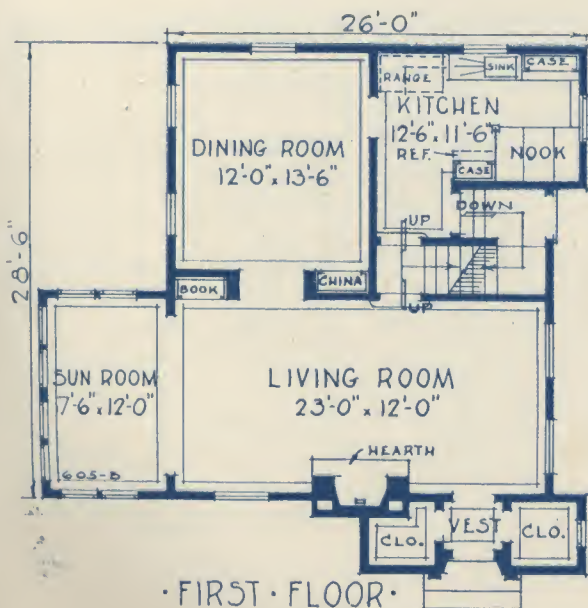 26'-0"
28'-6"
RANGE
SINK
CASE
KITCHEN
12'-6" x 11'-6"
REF.
CASE
NOOK
DINING ROOM
12'-0" x 13'-6"
UP
DOWN
BOOK
CHINA
UP
SUN ROOM
7'-6" x 12'-0"
LIVING ROOM
23'-0" x 12'-0"
HEARTH
605-B
CLO.
VEST
CLO.
· FIRST · FLOOR ·